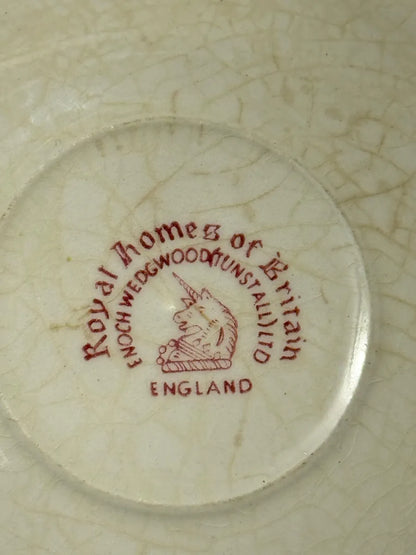 Royal Homes of Britain
ENOCH WEDGWOOD (TUNSTALL) LTD
ENGLAND